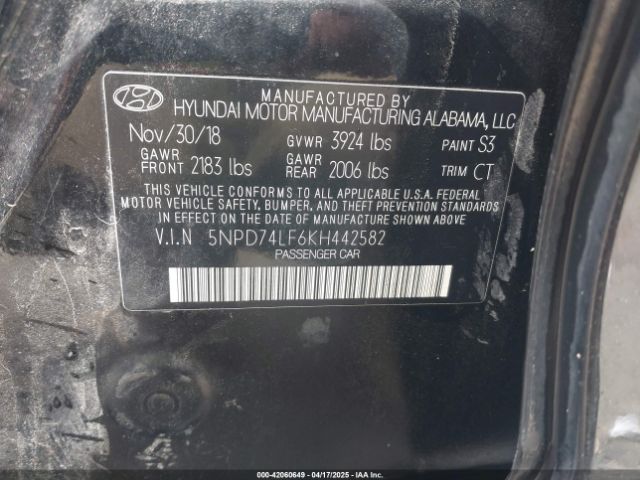 MANUFACTURED BY
HYUNDAI MOTOR MANUFACTURING ALABAMA, LLC
Nov/30/18 GVWR 3924 lbs PAINT S3
GAWR FRONT 2183 lbs GAWR REAR 2006 lbs TRIM CT
THIS VEHICLE CONFORMS TO ALL APPLICABLE U.S.A. FEDERAL
MOTOR VEHICLE SAFETY, BUMPER, AND THEFT PREVENTION STANDARDS
IN EFFECT ON THE DATE OF MANUFACTURE SHOWN ABOVE
V.I.N 5NPD74LF6KH442582
PASSENGER CAR
000-42060649 - 04/17/2025 - IAAI.COM